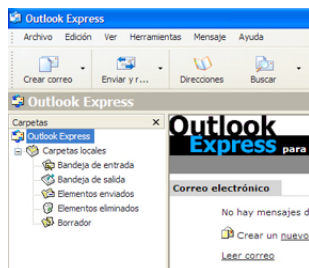 Outlook Express
Archivo Edición Ver Herramientas Mensaje Ayuda
Crear correo Enviar y r... Direcciones Buscar
Outlook Express
Carpetas x
Outlook Express
Carpetas locales
Bandeja de entrada
Bandeja de salida
Elementos enviados
Elementos eliminados
Borrador
Outlook
Express para
Correo electrónico
No hay mensajes
Crear un nuevo
Leer correo